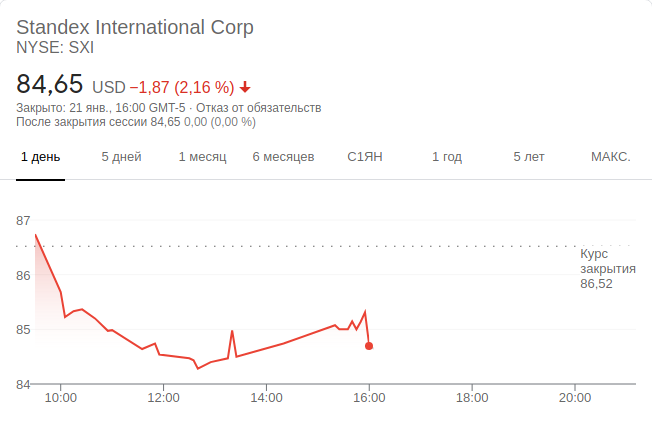 Standex International Corp
NYSE: SXI
84,65 USD −1,87 (2,16 %)
Закрыто: 21 янв., 16:00 GMT-5 · Отказ от обязательств
После закрытия сессии 84,65 0,00 (0,00 %)
1 день 5 дней 1 месяц 6 месяцев С1ЯН 1 год 5 лет МАКС.
87
Курс
закрытия
86,52
86
85
84
10:00 12:00 14:00 16:00 18:00 20:00